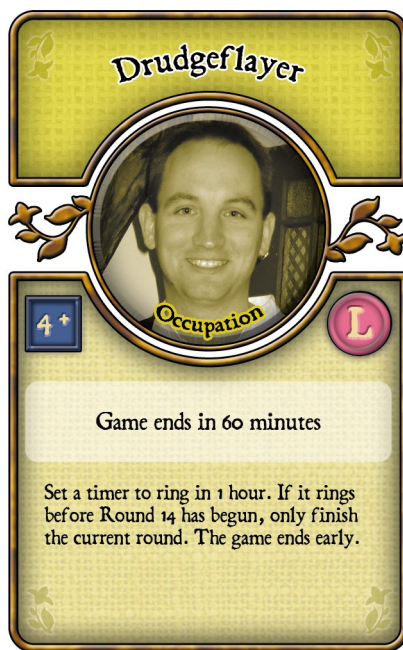 Drudgeflayer
Occupation
4+
L
Game ends in 60 minutes
Set a timer to ring in 1 hour. If it rings
before Round 14 has begun, only finish
the current round. The game ends early.